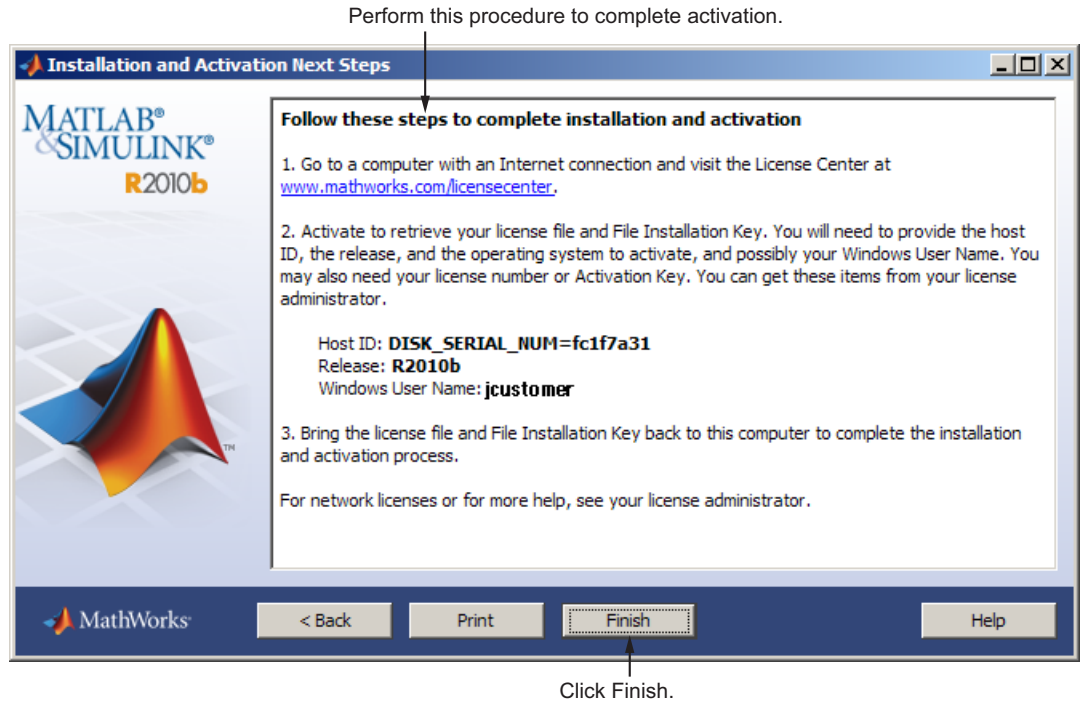 Perform this procedure to complete activation.
Installation and Activation Next Steps
MATLAB®
&SIMULINK®
R2010b
TM
Follow these steps to complete installation and activation
1. Go to a computer with an Internet connection and visit the License Center at
www.mathworks.com/licensecenter.
2. Activate to retrieve your license file and File Installation Key. You will need to provide the host
ID, the release, and the operating system to activate, and possibly your Windows User Name. You
may also need your license number or Activation Key. You can get these items from your license
administrator.
Host ID: DISK_SERIAL_NUM=fc1f7a31
Release: R2010b
Windows User Name: jcustomer
3. Bring the license file and File Installation Key back to this computer to complete the installation
and activation process.
For network licenses or for more help, see your license administrator.
MathWorks
< Back
Print
Finish
Help
Click Finish.